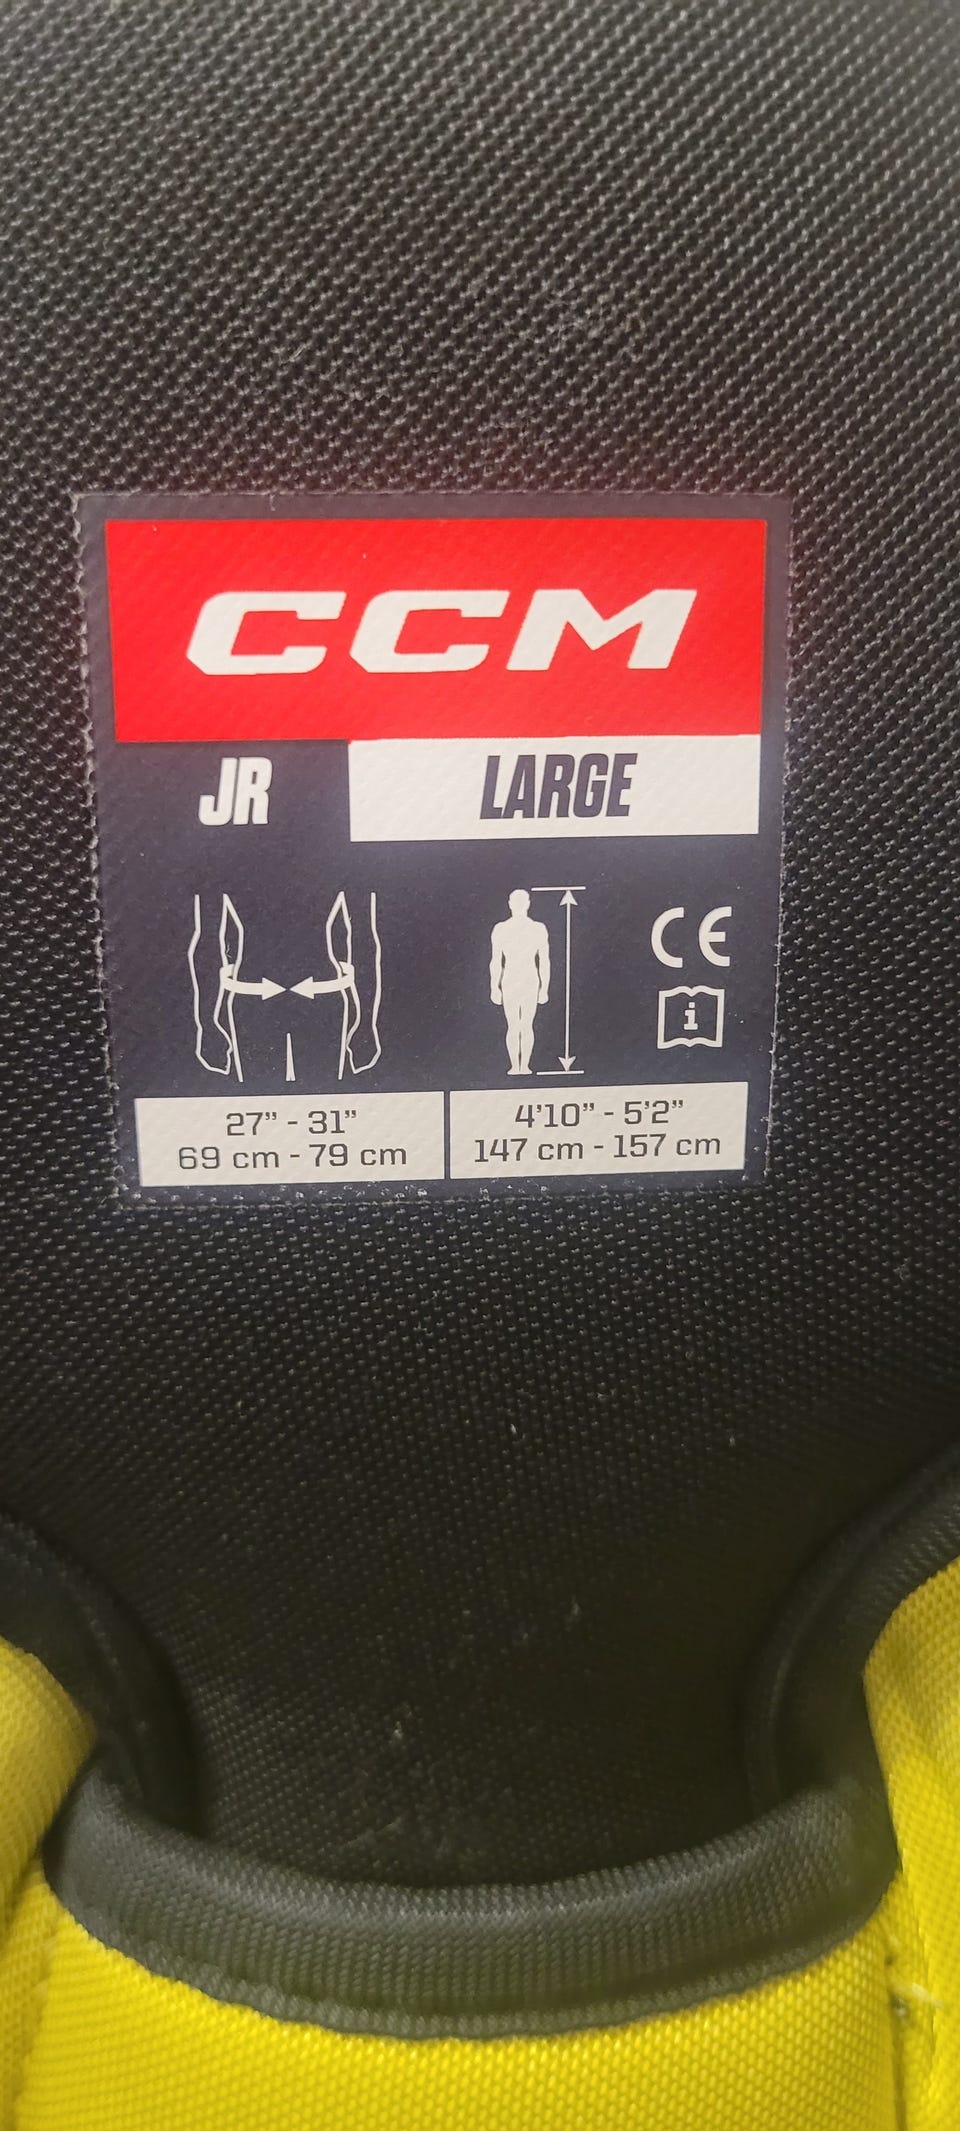 CCM
JR LARGE
CE
i
27” - 31” 4’10” - 5’2”
69 cm - 79 cm 147 cm - 157 cm